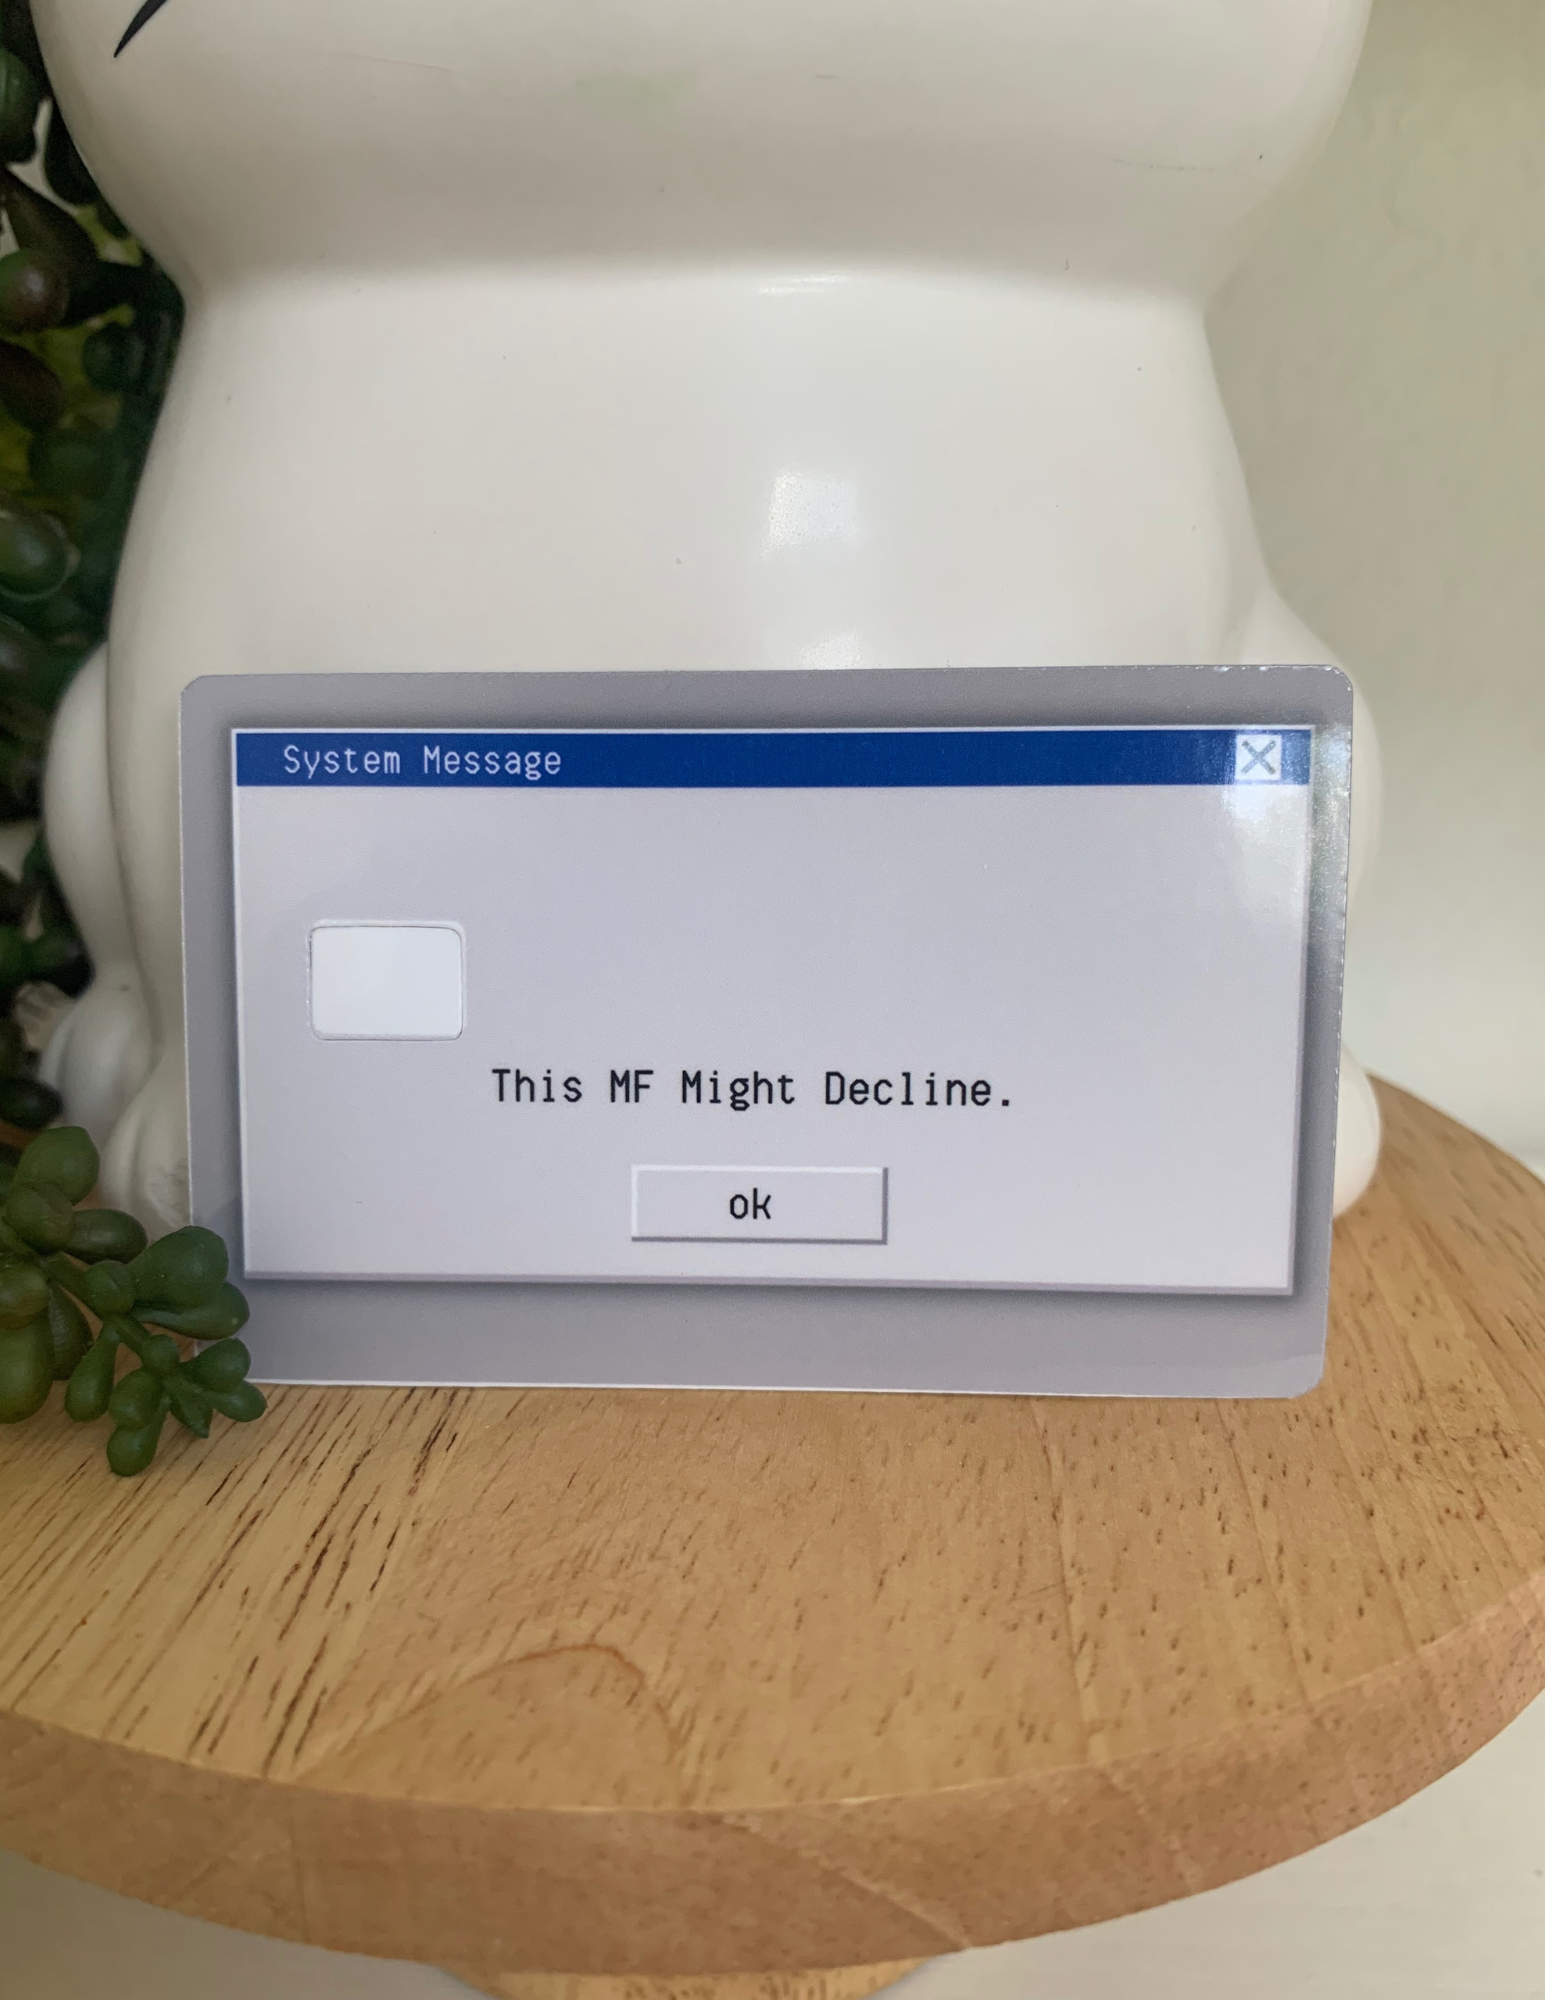 System Message
This MF Might Decline.
ok